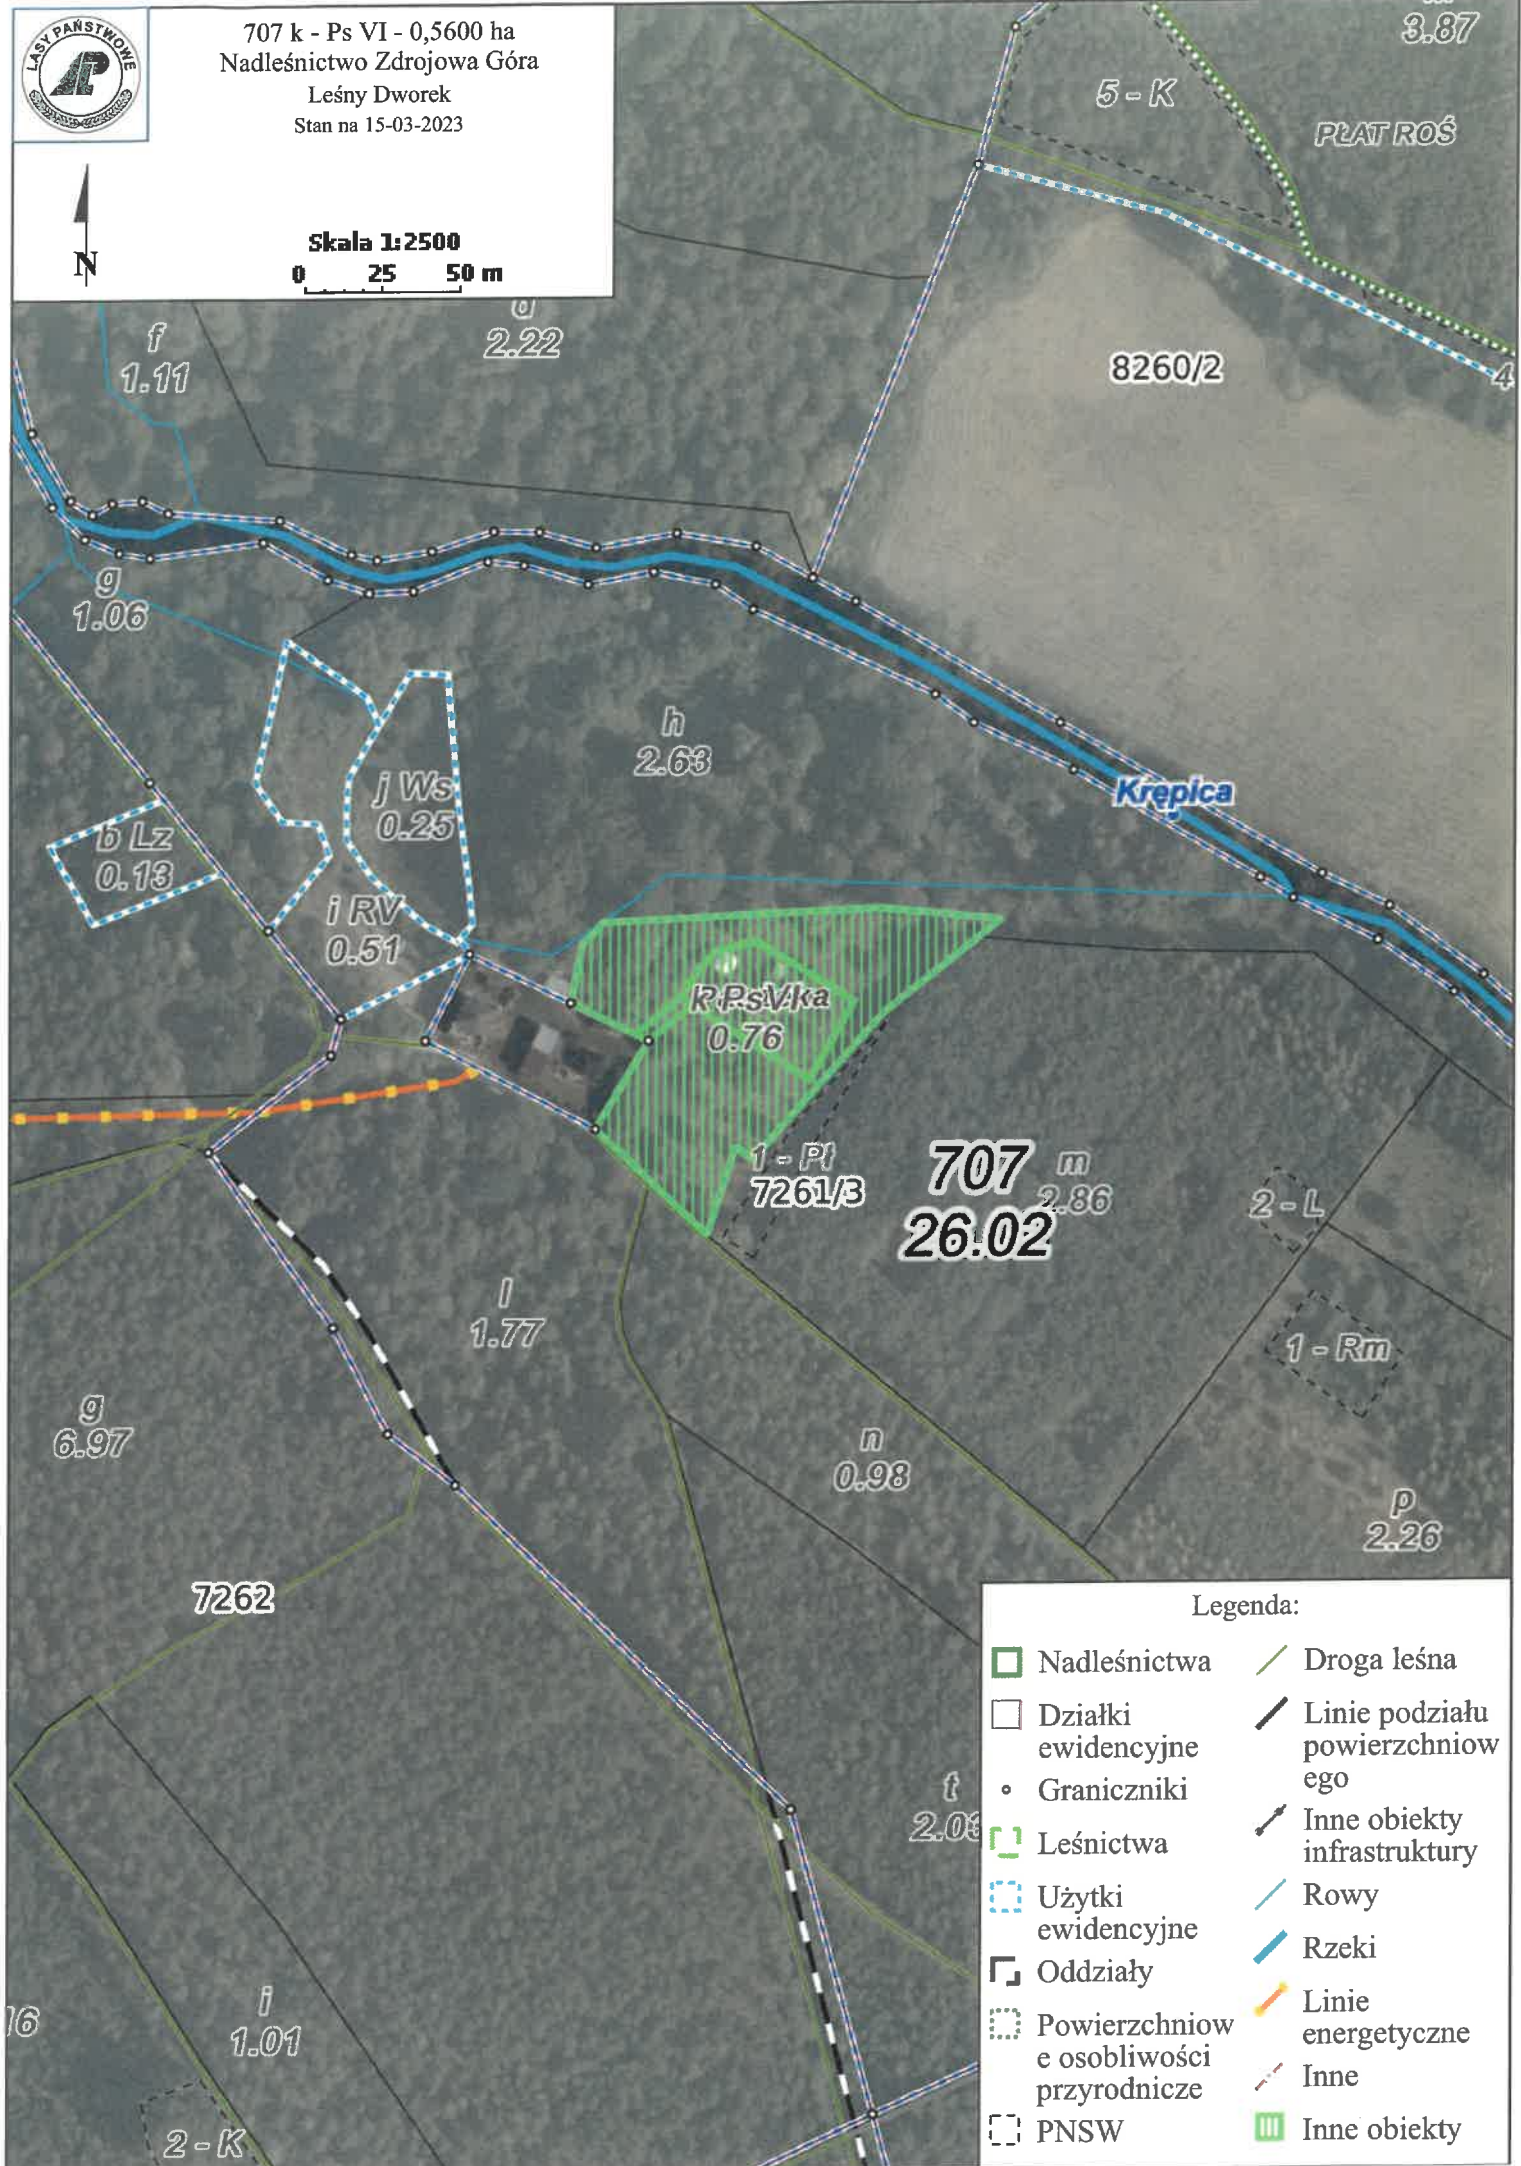 LASY PAŃSTWOWE
707 k - Ps VI - 0,5600 ha
Nadleśnictwo Zdrojowa Góra
Leśny Dworek
Stan na 15-03-2023
N
Skala 1:2500
0 25 50 m
3.87
5 - K
PŁAT ROŚ
8260/2
4
d
2.22
f
1.11
g
1.06
h
2.63
Krępica
j Ws
0.25
b Lz
0.13
i RV
0.51
0.76
1 - Pł
7261/3
707
26.02
m
2.86
2 - L
1 - Rm
l
1.77
g
6.97
n
0.98
p
2.26
7262
t
2.03
i
1.01
16
2 - K
Legenda:
Nadleśnictwa
Działki
ewidencyjne
Graniczniki
Leśnictwa
Użytki
ewidencyjne
Oddziały
Powierzchniow
e osobliwości
przyrodnicze
PNSW
Droga leśna
Linie podziału
powierzchniow
ego
Inne obiekty
infrastruktury
Rowy
Rzeki
Linie
energetyczne
Inne
Inne obiekty